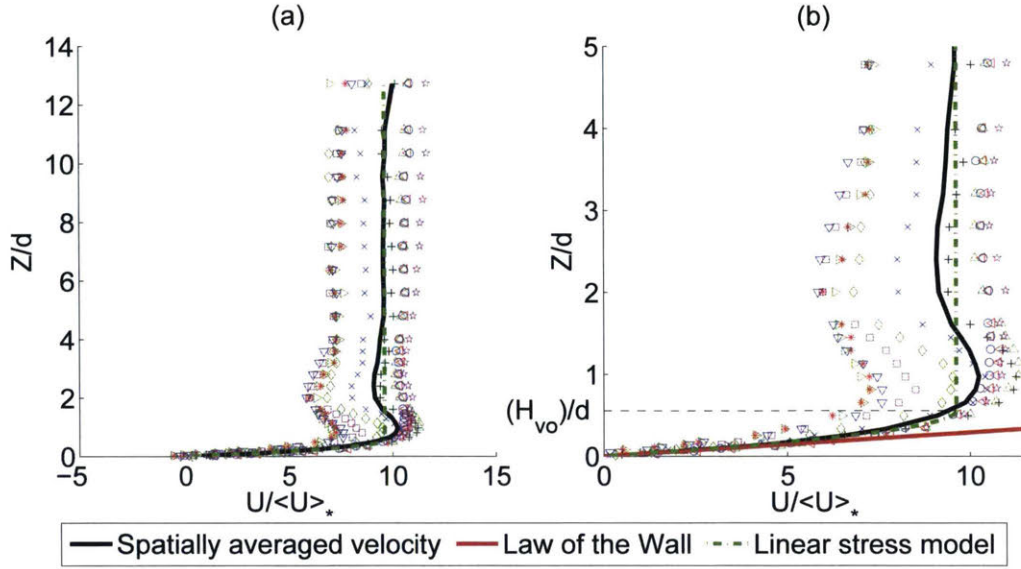 (a)
14
12
10
8
6
4
2
0
Z/d
−5
0
5
10
15
U/<U>*
(b)
5
4
3
2
1
0
Z/d
(Hvo)/d
0
5
10
U/<U>*
Spatially averaged velocity
Law of the Wall
Linear stress model